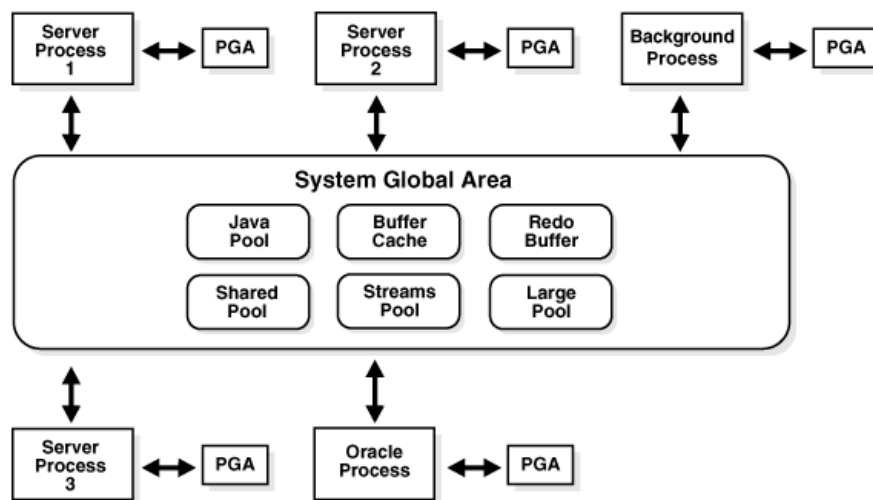 Server
Process
1
PGA
Server
Process
2
PGA
Background
Process
PGA
System Global Area
Java
Pool
Buffer
Cache
Redo
Buffer
Shared
Pool
Streams
Pool
Large
Pool
Server
Process
3
PGA
Oracle
Process
PGA